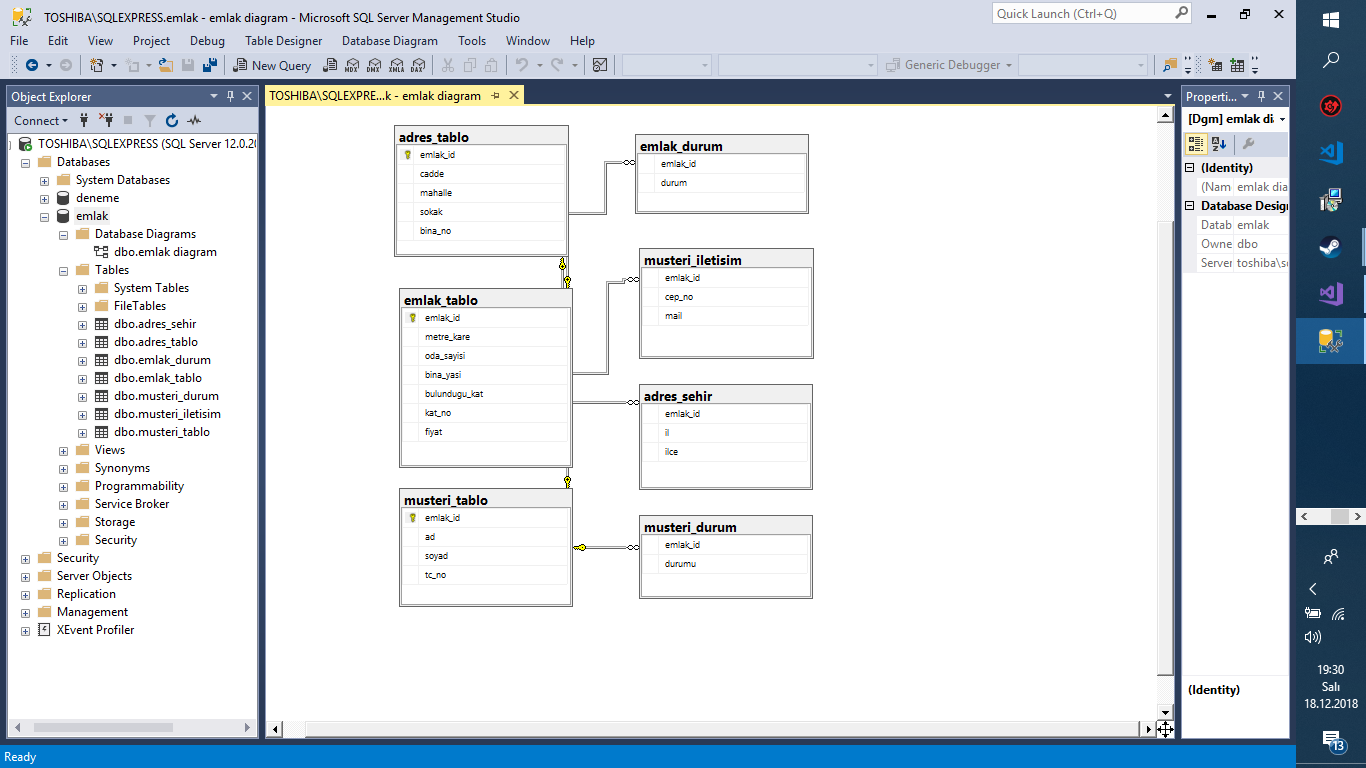 TOSHIBA\SQLEXPRESS.emlak - emlak diagram - Microsoft SQL Server Management Studio
Quick Launch (Ctrl+Q)
File Edit View Project Debug Table Designer Database Diagram Tools Window Help
New Query
MDX DMX XMLA DAX
Generic Debugger
Object Explorer
Connect
TOSHIBA\SQLEXPRESS (SQL Server 12.0.20
Databases
System Databases
deneme
emlak
Database Diagrams
dbo.emlak diagram
Tables
System Tables
FileTables
dbo.adres_sehir
dbo.adres_tablo
dbo.emlak_durum
dbo.emlak_tablo
dbo.musteri_durum
dbo.musteri_iletisim
dbo.musteri_tablo
Views
Synonyms
Programmability
Service Broker
Storage
Security
Security
Server Objects
Replication
Management
XEvent Profiler
TOSHIBA\SQLEXPRE...k - emlak diagram
adres_tablo
emlak_id
cadde
mahalle
sokak
bina_no
emlak_durum
emlak_id
durum
musteri_iletisim
emlak_id
cep_no
mail
emlak_tablo
emlak_id
metre_kare
oda_sayisi
bina_yasi
bulundugu_kat
kat_no
fiyat
adres_sehir
emlak_id
il
ilce
musteri_tablo
emlak_id
ad
soyad
tc_no
musteri_durum
emlak_id
durumu
Properti...
[Dgm] emlak di
(Identity)
(Nam emlak dia
Database Desig
Datab emlak
Owne dbo
Server toshiba\s
(Identity)
Ready
19:30
Salı
18.12.2018
13